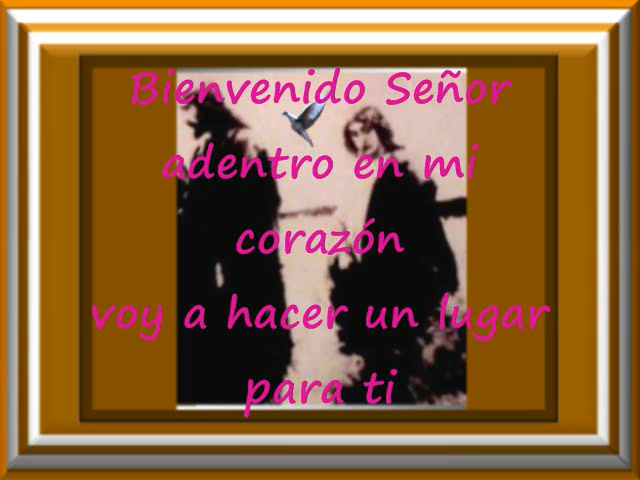 Bienvenido Señor
adentro en mi
corazón
voy a hacer un lugar
para ti